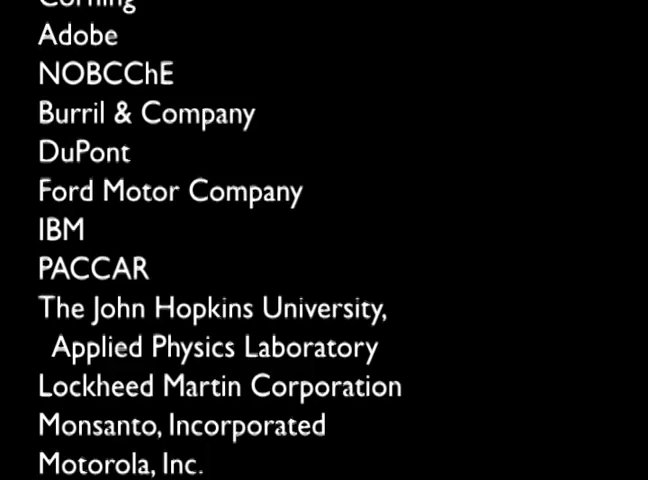 Corning
Adobe
NOBCChE
Burril & Company
DuPont
Ford Motor Company
IBM
PACCAR
The John Hopkins University,
Applied Physics Laboratory
Lockheed Martin Corporation
Monsanto, Incorporated
Motorola, Inc.